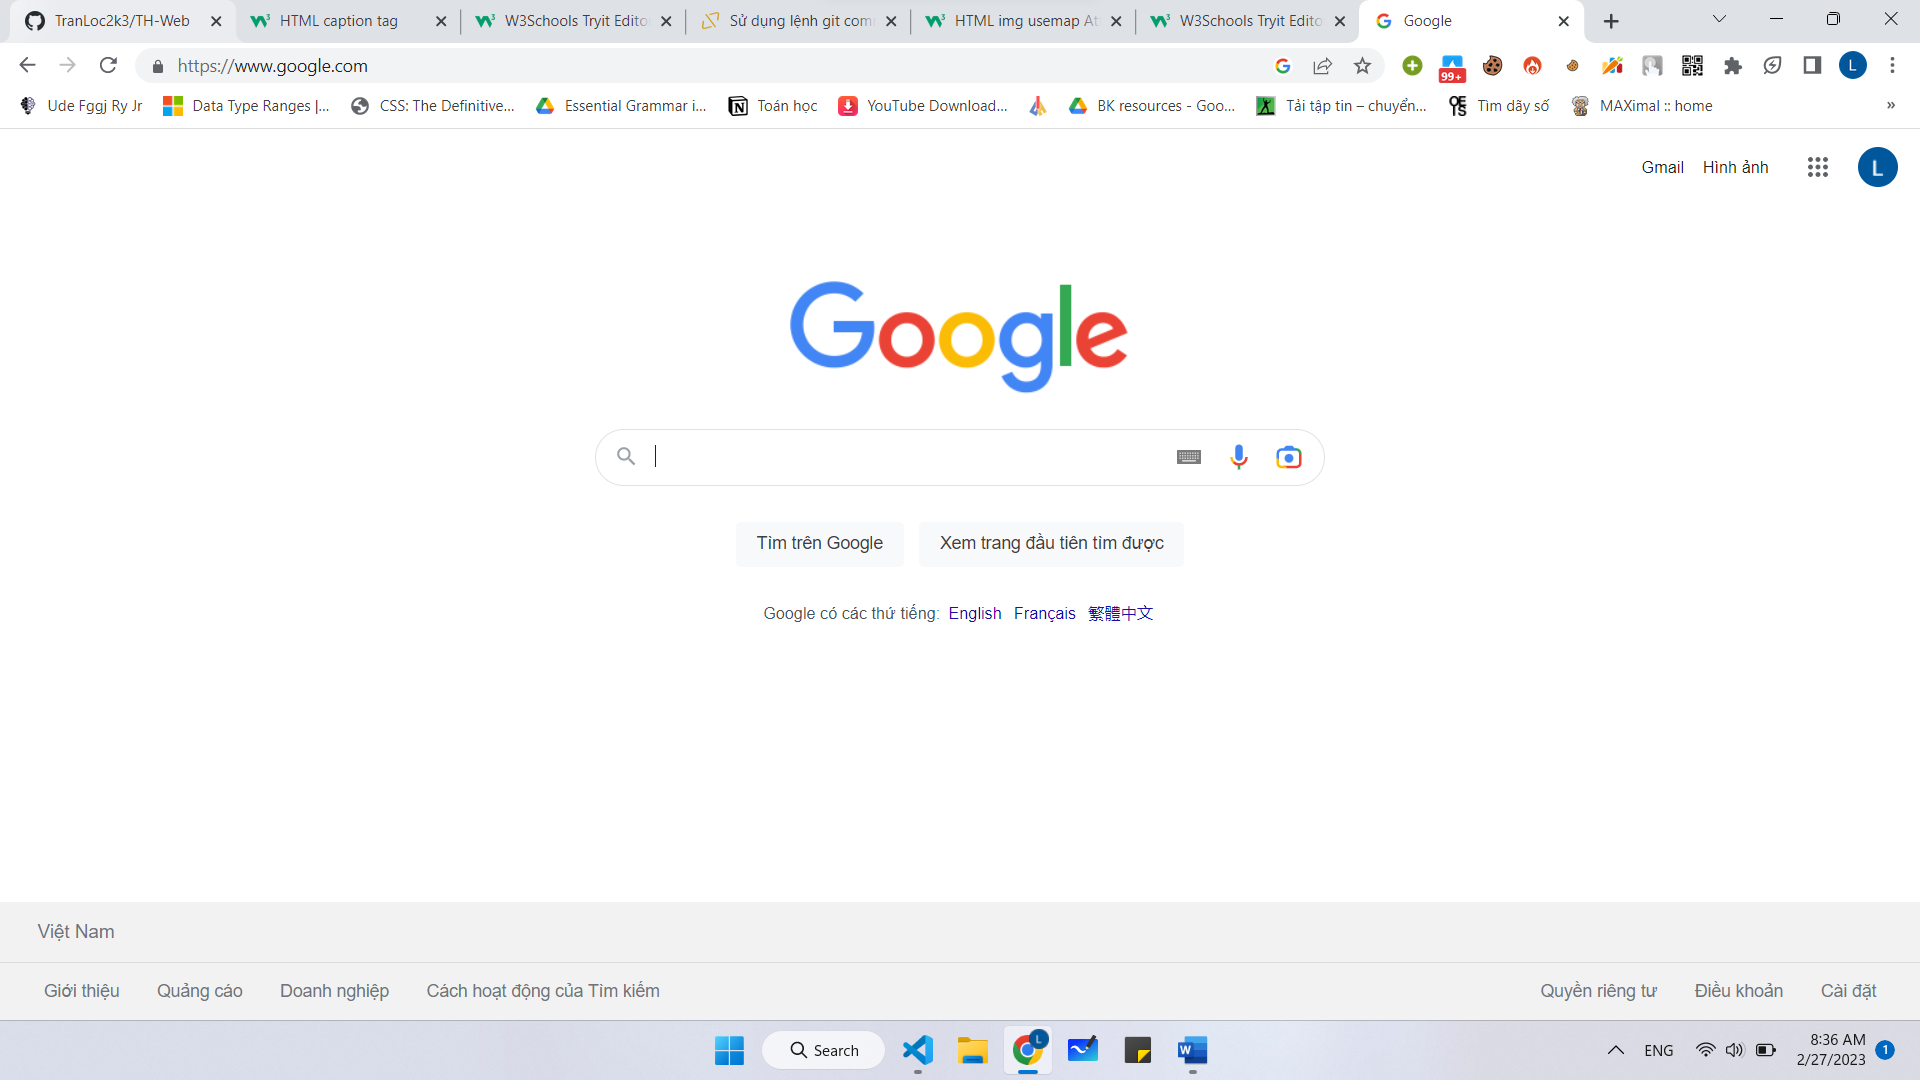 TranLoc2k3/TH-Web
HTML caption tag
W3Schools Tryit Edito
Sử dụng lệnh git com
HTML img usemap At
W3Schools Tryit Edito
Google
https://www.google.com
99+
L
Ude Fggj Ry Jr
Data Type Ranges |...
CSS: The Definitive...
Essential Grammar i...
Toán học
YouTube Download...
BK resources - Goo...
Tải tập tin – chuyển...
Tìm dãy số
MAXimal :: home
»
Gmail
Hình ảnh
L
Google
Tìm trên Google
Xem trang đầu tiên tìm được
Google có các thứ tiếng: English Français 繁體中文
Việt Nam
Giới thiệu
Quảng cáo
Doanh nghiệp
Cách hoạt động của Tìm kiếm
Quyền riêng tư
Điều khoản
Cài đặt
Search
L
ENG
8:36 AM
2/27/2023
1